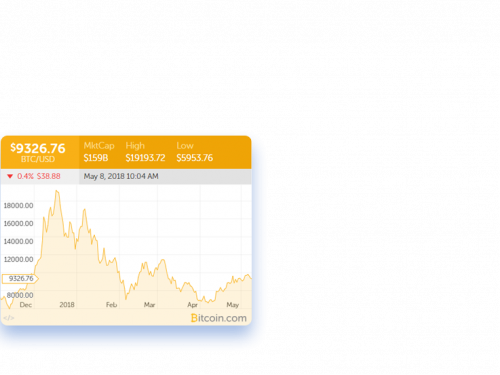 $9326.76
BTC/USD
MktCap High Low
$159B $19193.72 $5953.76
▼ 0.4% $38.88 May 8, 2018 10:04 AM
18000.00
16000.00
14000.00
12000.00
10000.00
9326.76
8000.00
Dec 2018 Feb Mar Apr May
</> Bitcoin.com